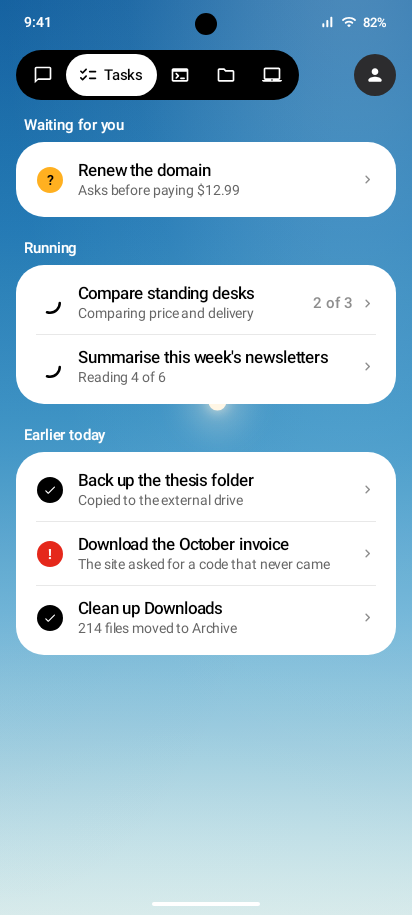 9:41
82%
Tasks
Waiting for you
?
Renew the domain
Asks before paying $12.99
Running
Compare standing desks
Comparing price and delivery
2 of 3
Summarise this week's newsletters
Reading 4 of 6
Earlier today
Back up the thesis folder
Copied to the external drive
!
Download the October invoice
The site asked for a code that never came
Clean up Downloads
214 files moved to Archive